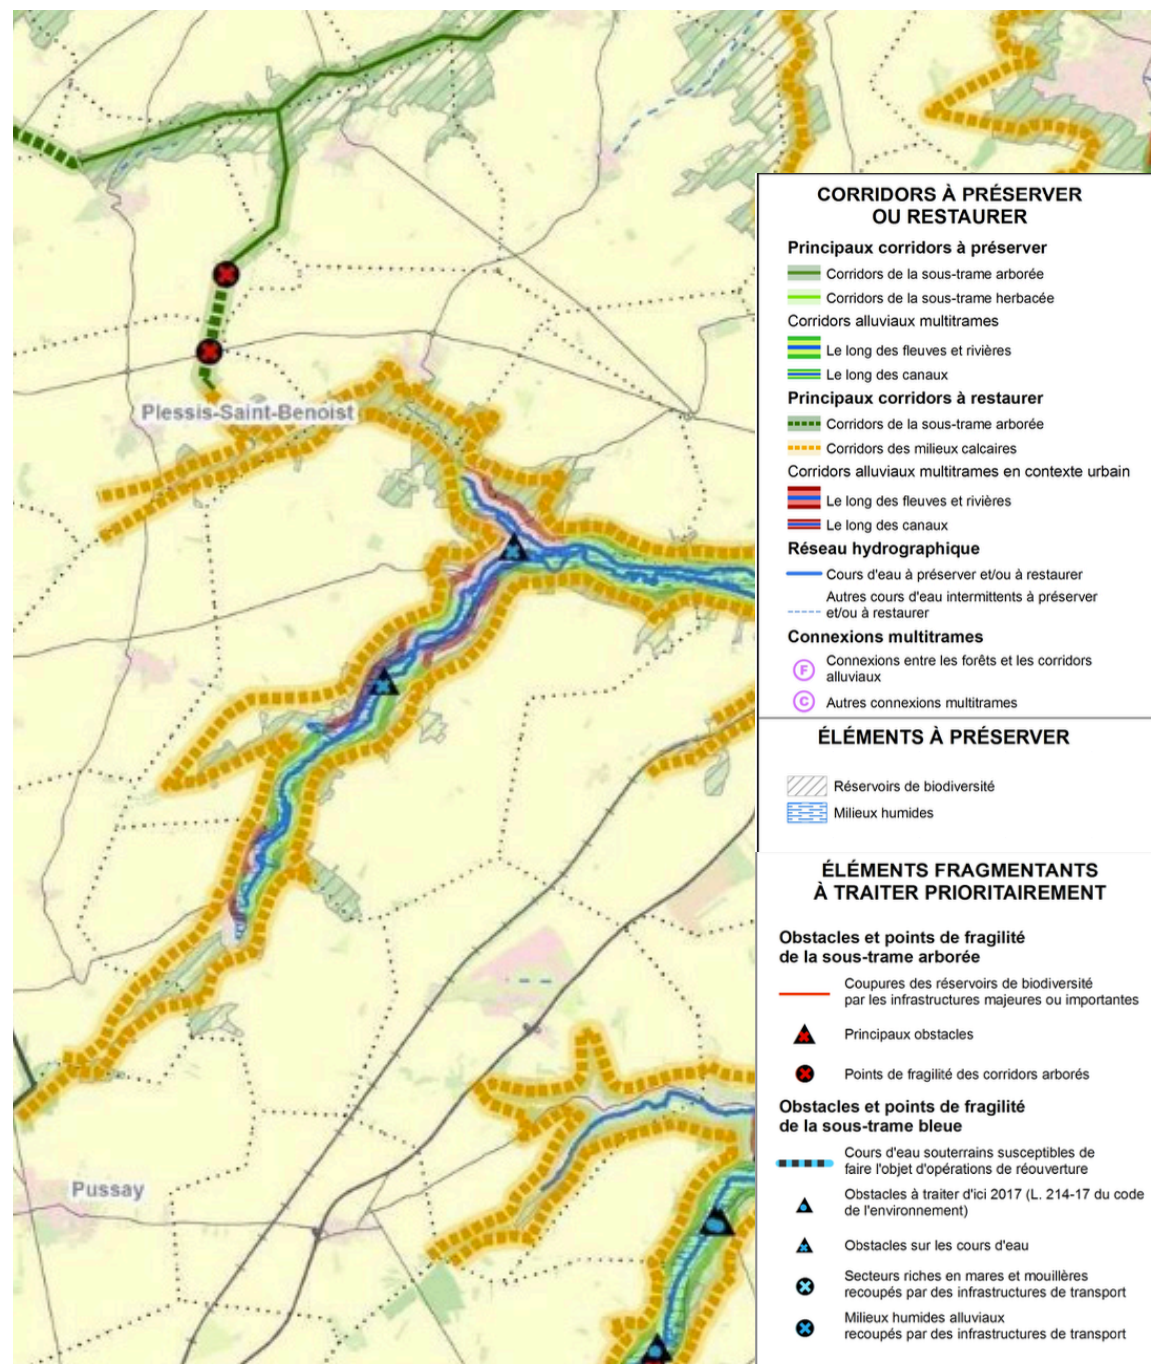 Plessis-Saint-Benoist
Pussay
CORRIDORS À PRÉSERVER
OU RESTAURER
Principaux corridors à préserver
Corridors de la sous-trame arborée
Corridors de la sous-trame herbacée
Corridors alluviaux multitrames
Le long des fleuves et rivières
Le long des canaux
Principaux corridors à restaurer
Corridors de la sous-trame arborée
Corridors des milieux calcaires
Corridors alluviaux multitrames en contexte urbain
Le long des fleuves et rivières
Le long des canaux
Réseau hydrographique
Cours d'eau à préserver et/ou à restaurer
Autres cours d'eau intermittents à préserver
et/ou à restaurer
Connexions multitrames
F
Connexions entre les forêts et les corridors
alluviaux
C
Autres connexions multitrames
ÉLÉMENTS À PRÉSERVER
Réservoirs de biodiversité
Milieux humides
ÉLÉMENTS FRAGMENTANTS
À TRAITER PRIORITAIREMENT
Obstacles et points de fragilité
de la sous-trame arborée
Coupures des réservoirs de biodiversité
par les infrastructures majeures ou importantes
Principaux obstacles
Points de fragilité des corridors arborés
Obstacles et points de fragilité
de la sous-trame bleue
Cours d'eau souterrains susceptibles de
faire l'objet d'opérations de réouverture
Obstacles à traiter d'ici 2017 (L. 214-17 du code
de l'environnement)
Obstacles sur les cours d'eau
Secteurs riches en mares et mouillères
recoupés par des infrastructures de transport
Milieux humides alluviaux
recoupés par des infrastructures de transport